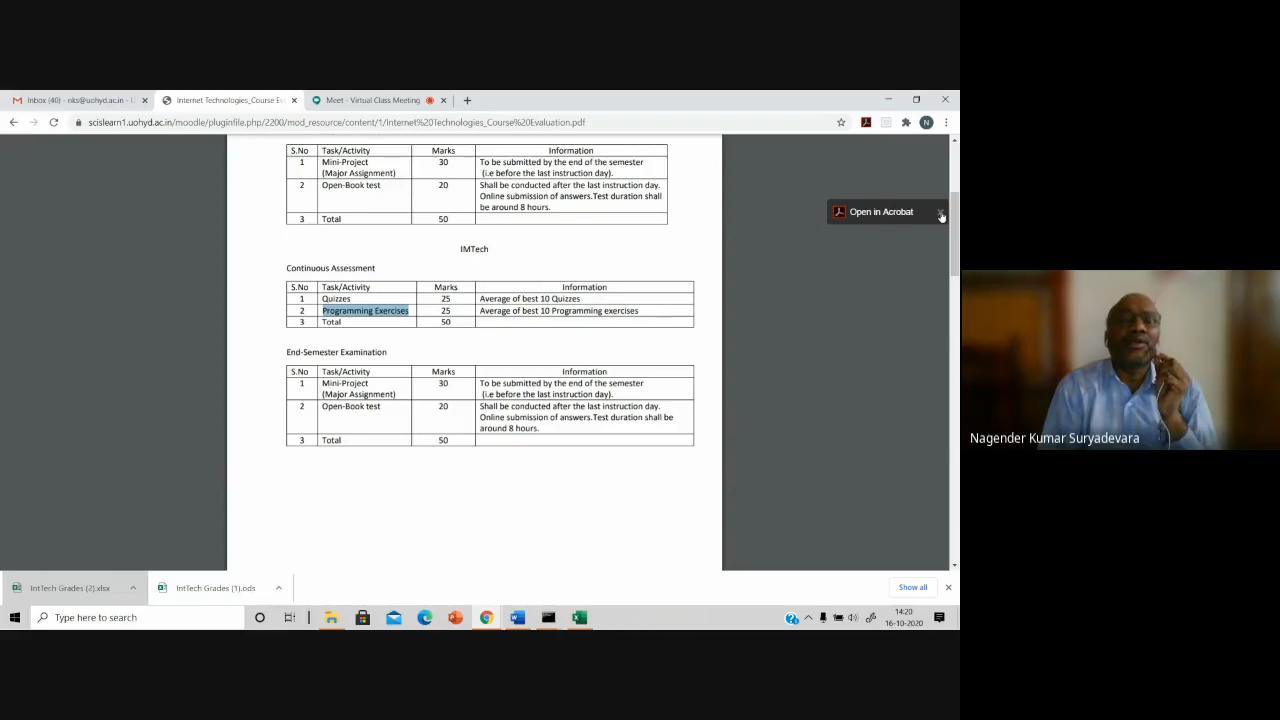 Inbox (40) - nks@uohyd.ac.in - U
Internet Technologies_Course Ev
Meet - Virtual Class Meeting
scislearn1.uohyd.ac.in/moodle/pluginfile.php/2200/mod_resource/content/1/Internet%20Technologies_Course%20Evaluation.pdf
N
S.No Task/Activity Marks Information
1 Mini-Project 30 To be submitted by the end of the semester
(Major Assignment) (i.e before the last instruction day).
2 Open-Book test 20 Shall be conducted after the last instruction day.
Online submission of answers.Test duration shall
be around 8 hours.
3 Total 50
Open in Acrobat
IMTech
Continuous Assessment
S.No Task/Activity Marks Information
1 Quizzes 25 Average of best 10 Quizzes
2 Programming Exercises 25 Average of best 10 Programming exercises
3 Total 50
End-Semester Examination
S.No Task/Activity Marks Information
1 Mini-Project 30 To be submitted by the end of the semester
(Major Assignment) (i.e before the last instruction day).
2 Open-Book test 20 Shall be conducted after the last instruction day.
Online submission of answers.Test duration shall be
around 8 hours.
3 Total 50
Nagender Kumar Suryadevara
IntTech Grades (2).xlsx
IntTech Grades (1).ods
Show all
Type here to search
14:20
16-10-2020